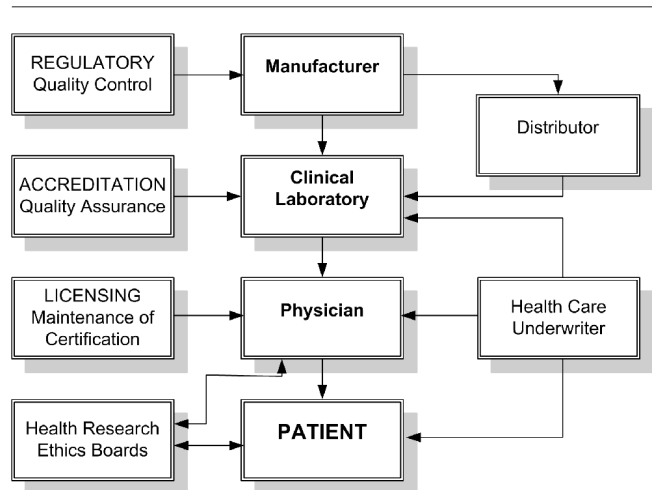 REGULATORY
Quality Control
Manufacturer
Distributor
ACCREDITATION
Quality Assurance
Clinical
Laboratory
LICENSING
Maintenance of
Certification
Physician
Health Care
Underwriter
Health Research
Ethics Boards
PATIENT